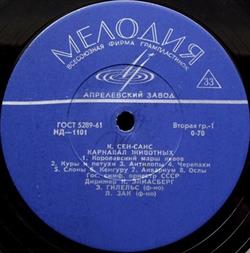 МЕЛОДИЯ
ВСЕСОЮЗНАЯ ФИРМА ГРАМПЛАСТИНОК
33
АПРЕЛЕВСКИЙ ЗАВОД
ГОСТ 5289-61
Вторая гр.-1
НД—1101
0-70
К. СЕН-САНС
КАРНАВАЛ ЖИВОТНЫХ
1. Королевский марш львов
2. Куры и петухи 3. Антилопы 4. Черепахи
5. Слоны 6. Кенгуру 7. Аквариум 8. Ослы
Гос. симф. оркестр СССР
Дирижер К. ЭЛИАСБЕРГ
Э. ГИЛЕЛЬС (ф-но)
Я. ЗАК (ф-но)